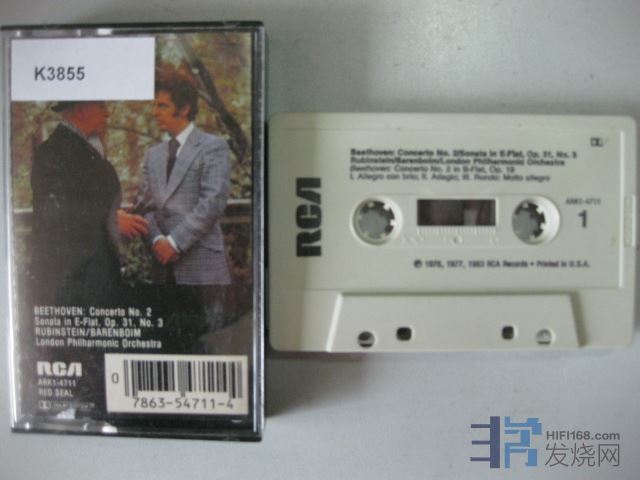 K3855
BEETHOVEN: Concerto No. 2
Sonata in E-Flat, Op. 31, No. 3
RUBINSTEIN/BARENBOIM
London Philharmonic Orchestra
RCA
ARK1-4711
RED SEAL
0
7863-54711-4
Beethoven: Concerto No. 2/Sonata in E-Flat, Op. 31, No. 3
Rubinstein/Barenboim/London Philharmonic Orchestra
Beethoven: Concerto No. 2 in B-Flat, Op. 19
I. Allegro con brio; II. Adagio; III. Rondo: Molto allegro
RCA
ARK1-4711
1
℗ 1976, 1977, 1983 RCA Records • Printed in U.S.A.
HIFI168.com
发烧网